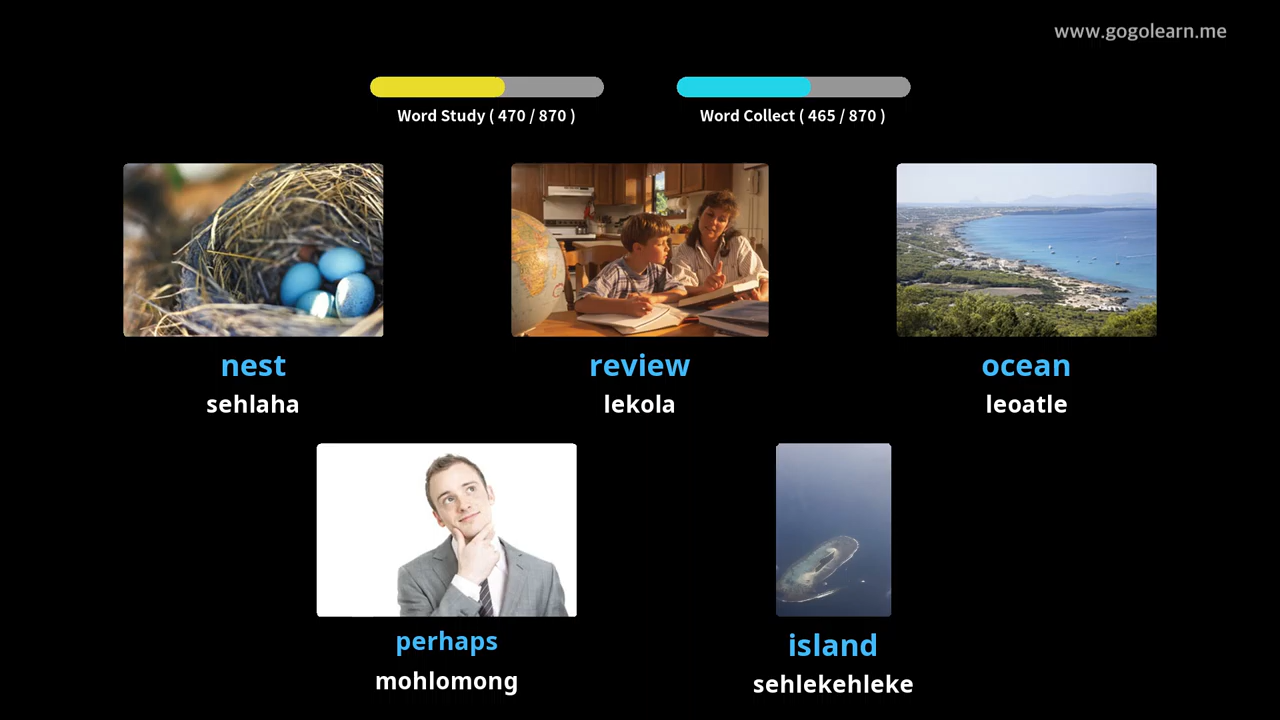 www.gogolearn.me
Word Study ( 470 / 870 )
Word Collect ( 465 / 870 )
nest
sehlaha
review
lekola
ocean
leoatle
perhaps
mohlomong
island
sehlekehleke